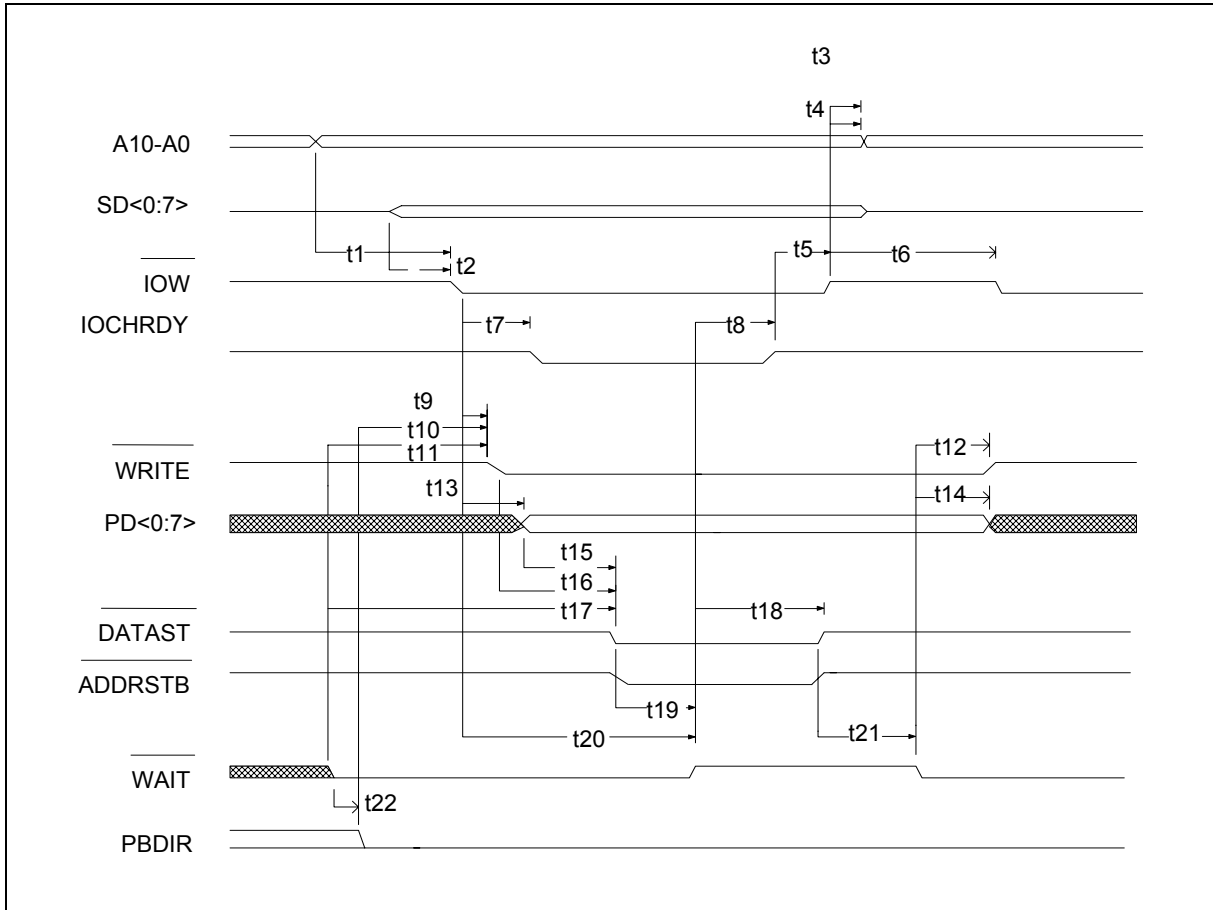 t3
t4
A10-A0
SD<0:7>
t1
t5
t6
t2
IOW
IOCHRDY
t7
t8
t9
t10
t11
t12
WRITE
t13
t14
PD<0:7>
t15
t16
t17
t18
DATAST
ADDRSTB
t19
t20
t21
WAIT
t22
PBDIR